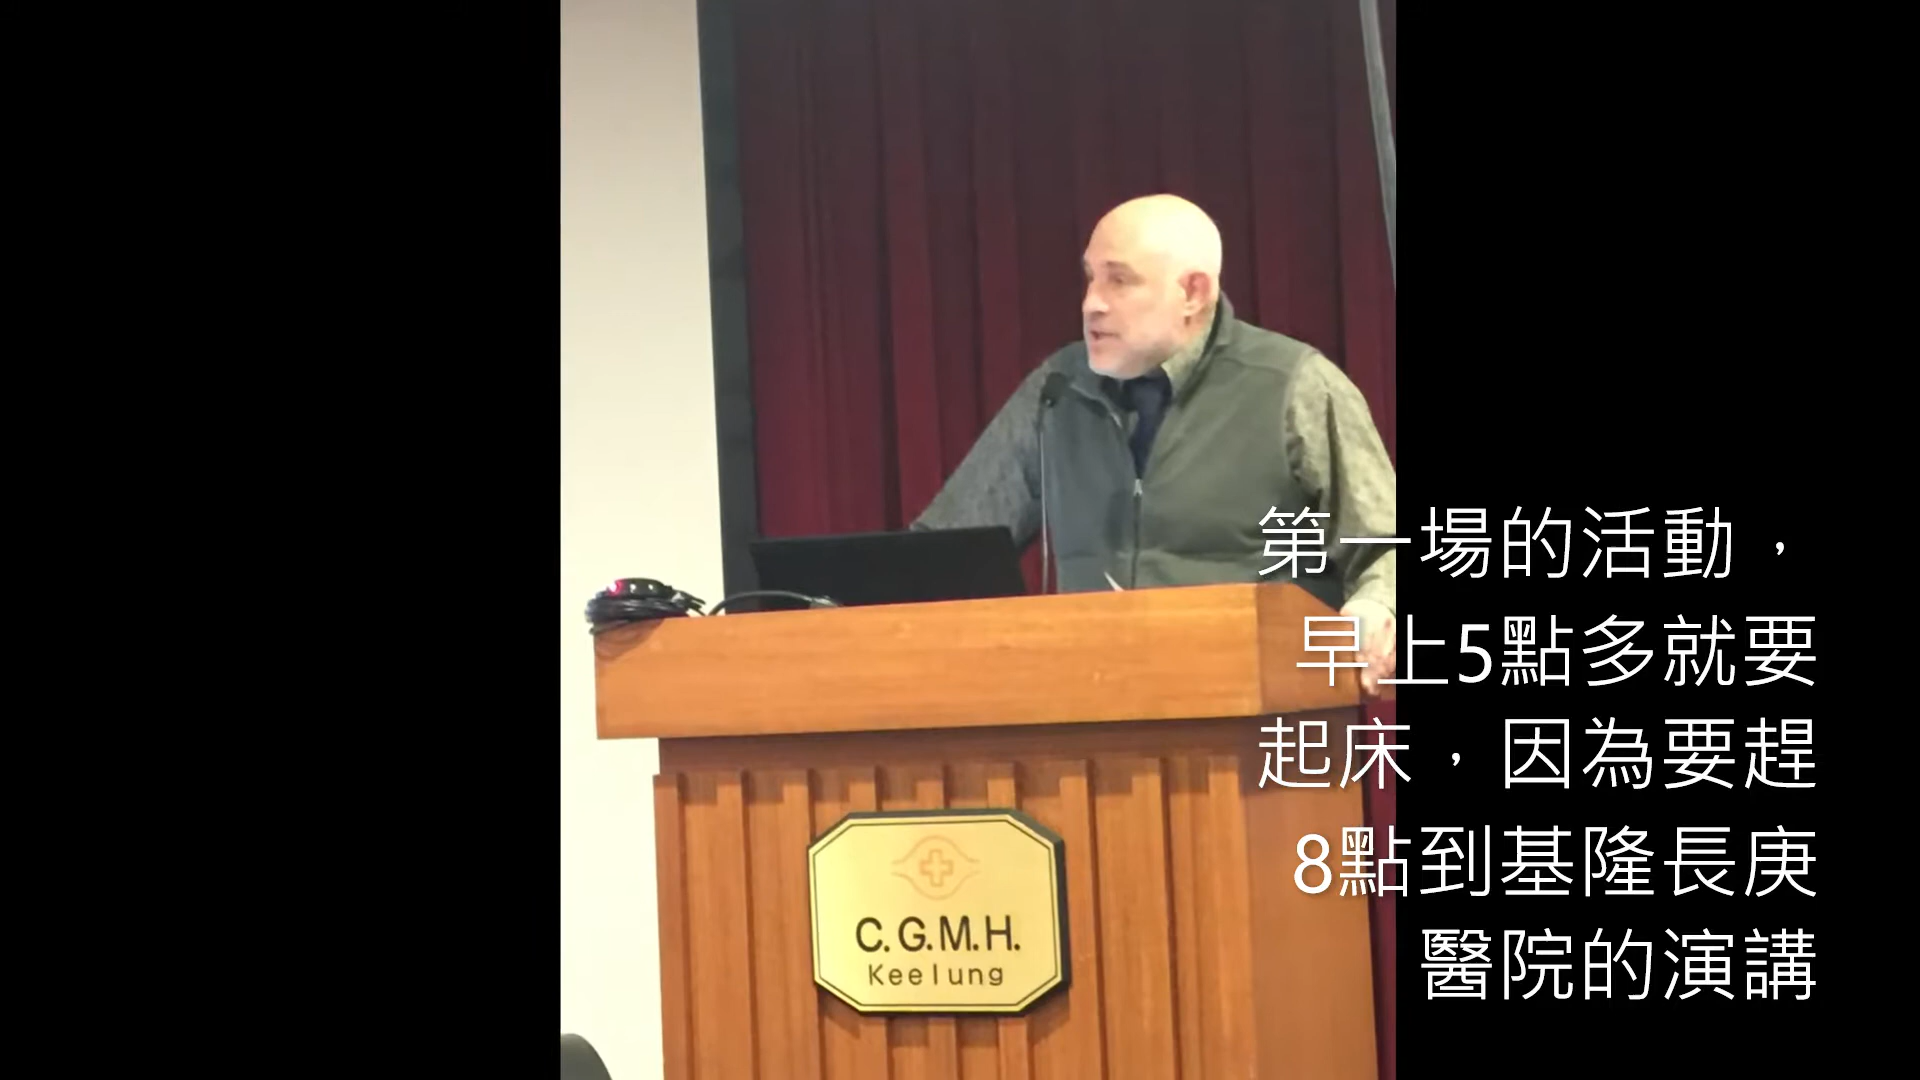 第一場的活動，
早上5點多就要
起床，因為要趕
8點到基隆長庚
醫院的演講
C.G.M.H.
Keelung